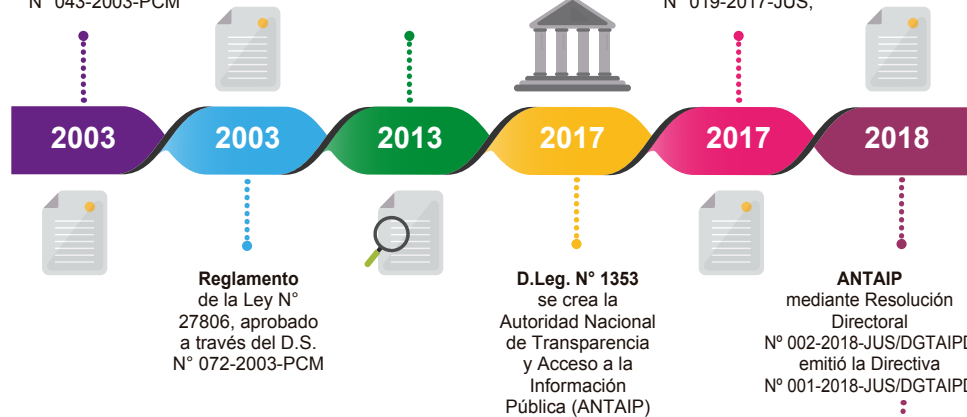 N° 043-2003-PCM
N° 019-2017-JUS,
2003
2003
2013
2017
2017
2018
Reglamento
de la Ley N°
27806, aprobado
a través del D.S.
N° 072-2003-PCM
D.Leg. N° 1353
se crea la
Autoridad Nacional
de Transparencia
y Acceso a la
Información
Pública (ANTAIP)
ANTAIP
mediante Resolución
Directoral
Nº 002-2018-JUS/DGTAIPD
emitió la Directiva
Nº 001-2018-JUS/DGTAIPD